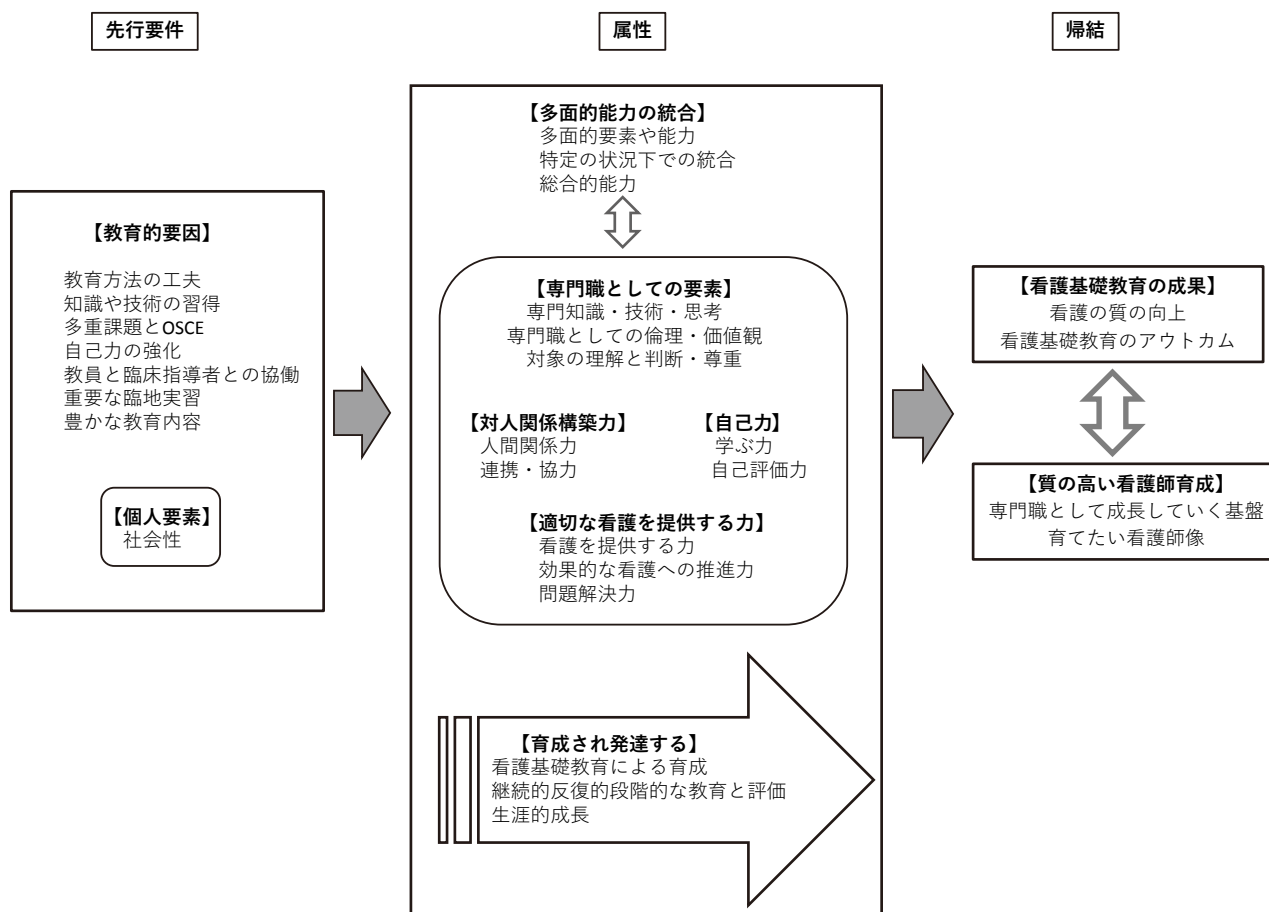 先行要件
属性
帰結
【教育的要因】
教育方法の工夫
知識や技術の習得
多重課題とOSCE
自己力の強化
教員と臨床指導者との協働
重要な臨地実習
豊かな教育内容
【個人要素】
社会性
【多面的能力の統合】
多面的要素や能力
特定の状況下での統合
総合的能力
【専門職としての要素】
専門知識・技術・思考
専門職としての倫理・価値観
対象の理解と判断・尊重
【対人関係構築力】
人間関係力
連携・協力
【自己力】
学ぶ力
自己評価力
【適切な看護を提供する力】
看護を提供する力
効果的な看護への推進力
問題解決力
【育成され発達する】
看護基礎教育による育成
継続的反復的段階的な教育と評価
生涯的成長
【看護基礎教育の成果】
看護の質の向上
看護基礎教育のアウトカム
【質の高い看護師育成】
専門職として成長していく基盤
育てたい看護師像